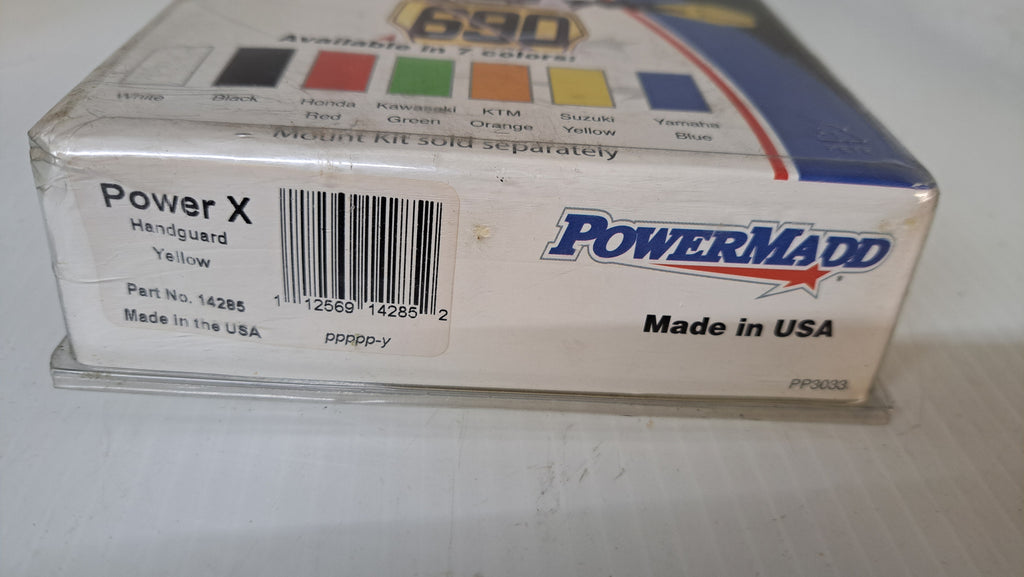 690
Available in 7 colors!
White
Black
Honda Red
Kawasaki Green
KTM Orange
Suzuki Yellow
Yamaha Blue
Mount Kit sold separately
Power X
Handguard
Yellow
Part No. 14285
Made in the USA
1 12569 14285 2
ppppp-y
POWERMADD
Made in USA
PP3033